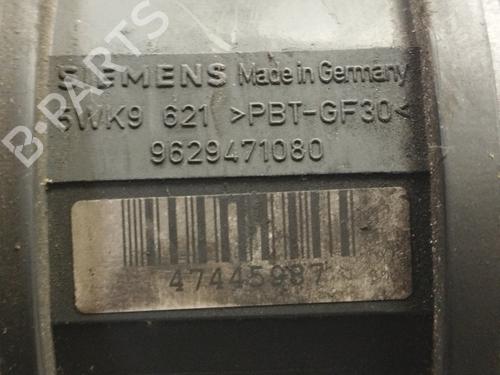 B-PARTS
SIEMENS Made in Germany
5WK9 621 >PBT-GF30<
9629471080
47445987